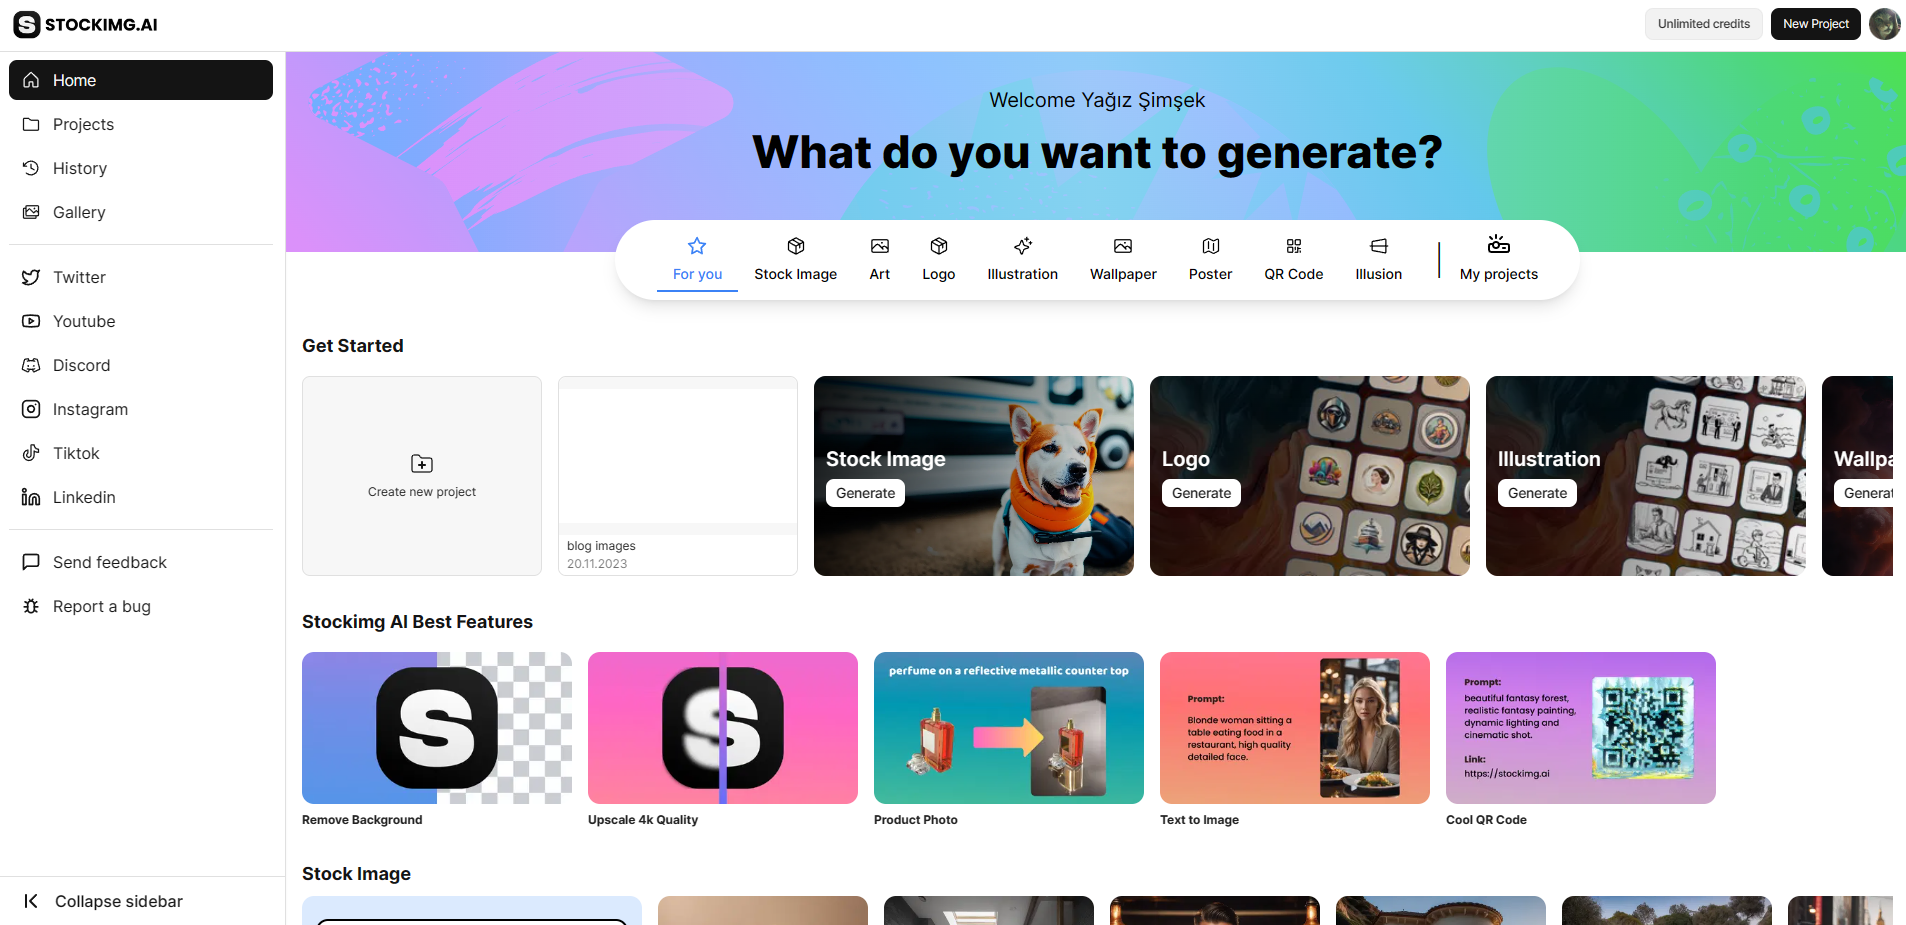 STOCKIMG.AI
Unlimited credits
New Project
Home
Projects
History
Gallery
Twitter
Youtube
Discord
Instagram
Tiktok
Linkedin
Send feedback
Report a bug
Collapse sidebar
Welcome Yağız Şimşek
What do you want to generate?
For you
Stock Image
Art
Logo
Illustration
Wallpaper
Poster
QR Code
Illusion
My projects
Get Started
Create new project
blog images
20.11.2023
Stock Image
Generate
Logo
Generate
Illustration
Generate
Wallpa
Generat
Stockimg AI Best Features
S
Remove Background
S
Upscale 4k Quality
perfume on a reflective metallic counter top
Product Photo
Prompt:
Blonde woman sitting a
table eating food in a
restaurant, high quality
detailed face.
Text to Image
Prompt:
beautiful fantasy forest,
realistic fantasy painting,
dynamic lighting and
cinematic shot.
Link:
https://stockimg.ai
Cool QR Code
Stock Image